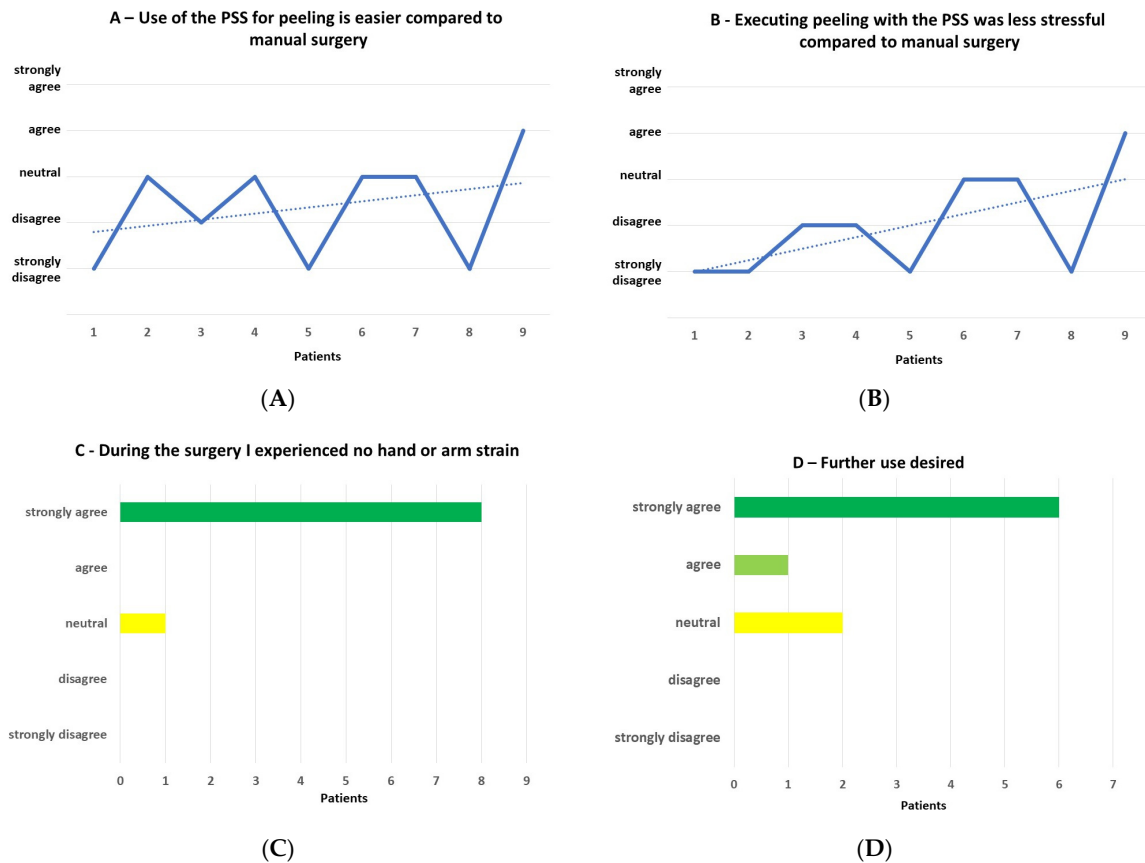 A – Use of the PSS for peeling is easier compared to
manual surgery
strongly
agree
agree
neutral
disagree
strongly
disagree
1 2 3 4 5 6 7 8 9
Patients
(A)
B - Executing peeling with the PSS was less stressful
compared to manual surgery
strongly
agree
agree
neutral
disagree
strongly
disagree
1 2 3 4 5 6 7 8 9
Patients
(B)
C - During the surgery I experienced no hand or arm strain
strongly agree
agree
neutral
disagree
strongly disagree
0 1 2 3 4 5 6 7 8 9
Patients
(C)
D – Further use desired
strongly agree
agree
neutral
disagree
strongly disagree
0 1 2 3 4 5 6 7
Patients
(D)